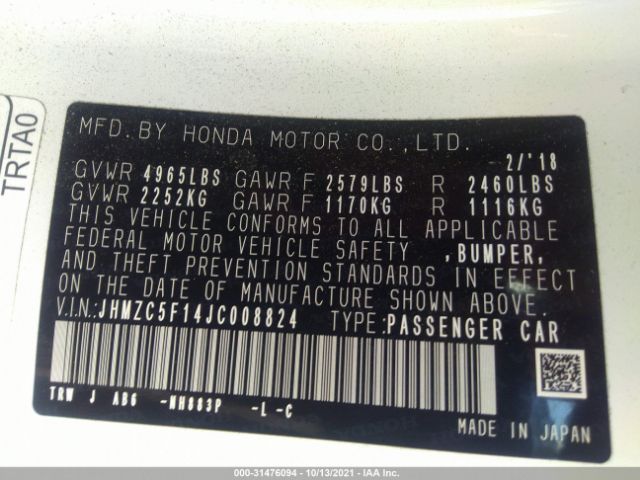 TRTA0
MFD. BY HONDA MOTOR CO.,LTD.
2/'18
GVWR 4965LBS GAWR F 2579LBS R 2460LBS
GVWR 2252KG GAWR F 1170KG R 1116KG
THIS VEHICLE CONFORMS TO ALL APPLICABLE
FEDERAL MOTOR VEHICLE SAFETY ,BUMPER,
AND THEFT PREVENTION STANDARDS IN EFFECT
ON THE DATE OF MANUFACTURE SHOWN ABOVE.
V.I.N.:JHMZC5F14JC008824 TYPE:PASSENGER CAR
TRW J AB6 -NH883P -L -C
MADE IN JAPAN
000-31476094 - 10/13/2021 - IAA Inc.